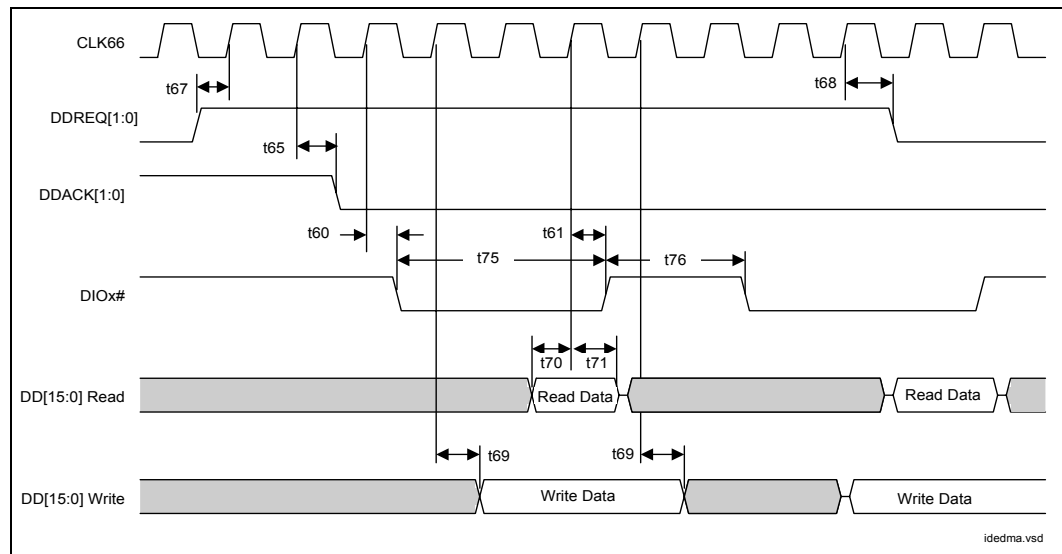 CLK66
t67
t68
DDREQ[1:0]
t65
DDACK[1:0]
t60
t61
t75
t76
DIOx#
t70
t71
DD[15:0] Read
Read Data
Read Data
t69
t69
DD[15:0] Write
Write Data
Write Data
idedma.vsd